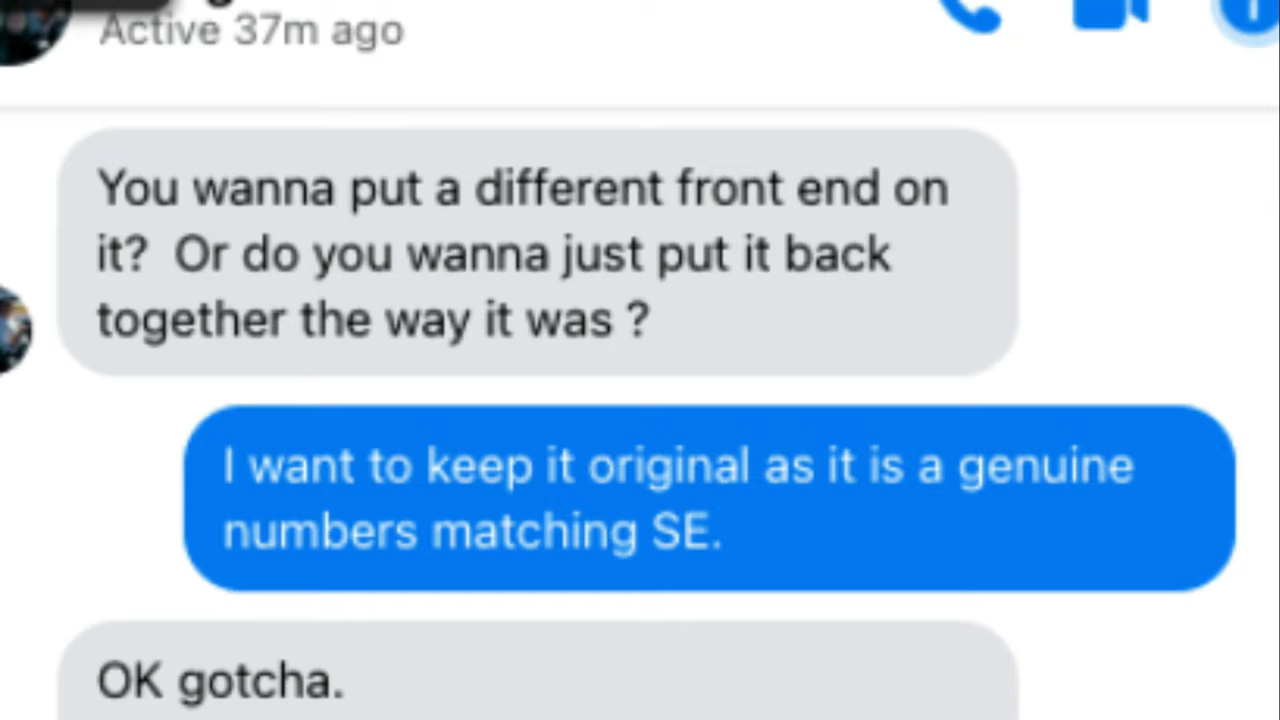 Active 37m ago
You wanna put a different front end on
it?  Or do you wanna just put it back
together the way it was ?
I want to keep it original as it is a genuine
numbers matching SE.
OK gotcha.